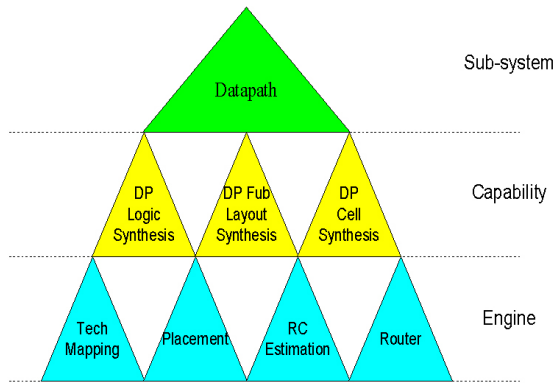 Sub-system
Datapath
DP
Logic
Synthesis
DP Fub
Layout
Synthesis
DP
Cell
Synthesis
Capability
Tech
Mapping
Placement
RC
Estimation
Router
Engine